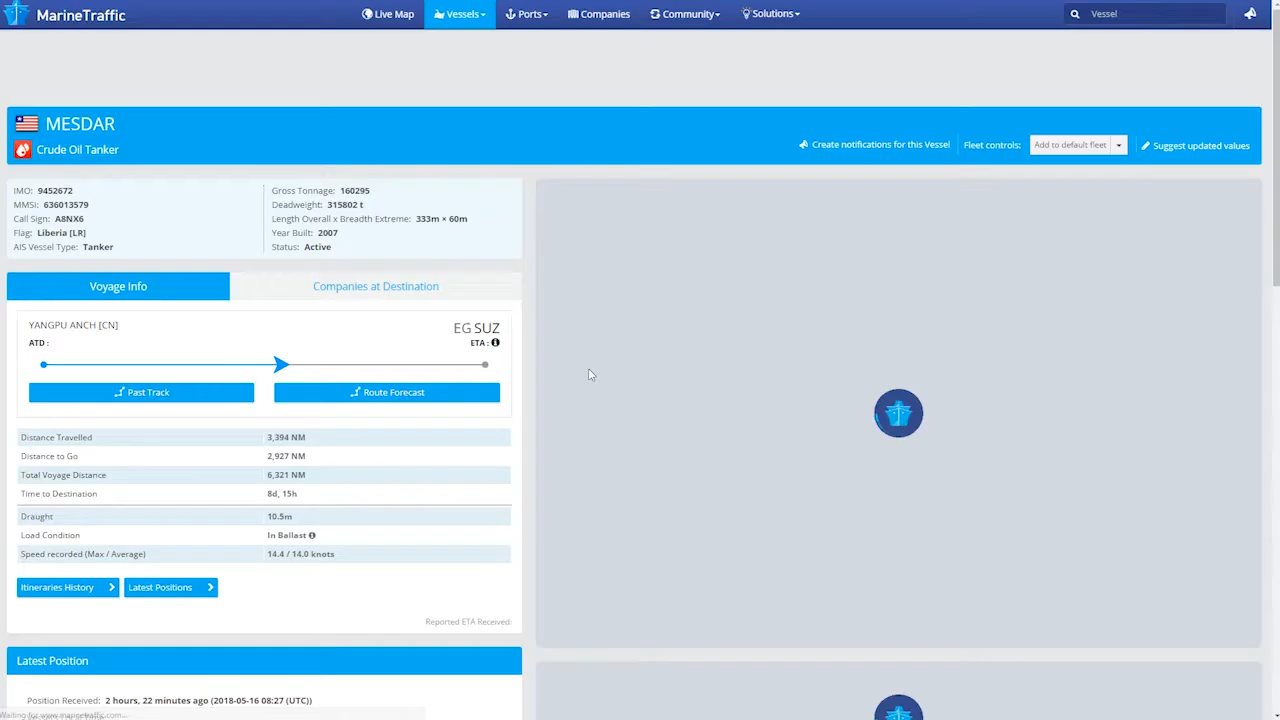 MarineTraffic
Live Map
Vessels
Ports
Companies
Community
Solutions
Vessel
MESDAR
Crude Oil Tanker
Create notifications for this Vessel
Fleet controls:
Add to default fleet
Suggest updated values
IMO: 9452672
MMSI: 636013579
Call Sign: A8NX6
Flag: Liberia [LR]
AIS Vessel Type: Tanker
Gross Tonnage: 160295
Deadweight: 315802 t
Length Overall x Breadth Extreme: 333m × 60m
Year Built: 2007
Status: Active
Voyage Info
Companies at Destination
YANGPU ANCH [CN]
EG SUZ
ATD :
ETA :
Past Track
Route Forecast
Distance Travelled 3,394 NM
Distance to Go 2,927 NM
Total Voyage Distance 6,321 NM
Time to Destination 8d, 15h
Draught 10.5m
Load Condition In Ballast
Speed recorded (Max / Average) 14.4 / 14.0 knots
Itineraries History
Latest Positions
Reported ETA Received:
Latest Position
Position Received: 2 hours, 22 minutes ago (2018-05-16 08:27 (UTC))
Waiting for www.marinetraffic.com...